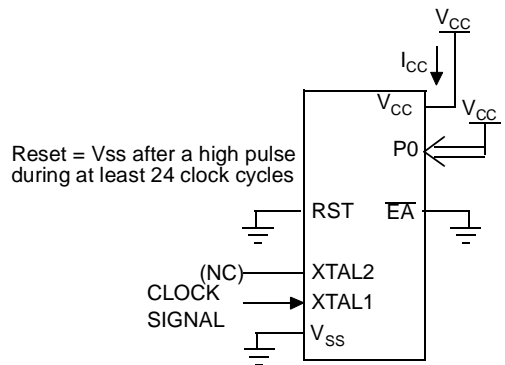 VCC
ICC
VCC
VCC
P0
Reset = Vss after a high pulse
during at least 24 clock cycles
RST
EA
(NC)
XTAL2
CLOCK
SIGNAL
XTAL1
VSS